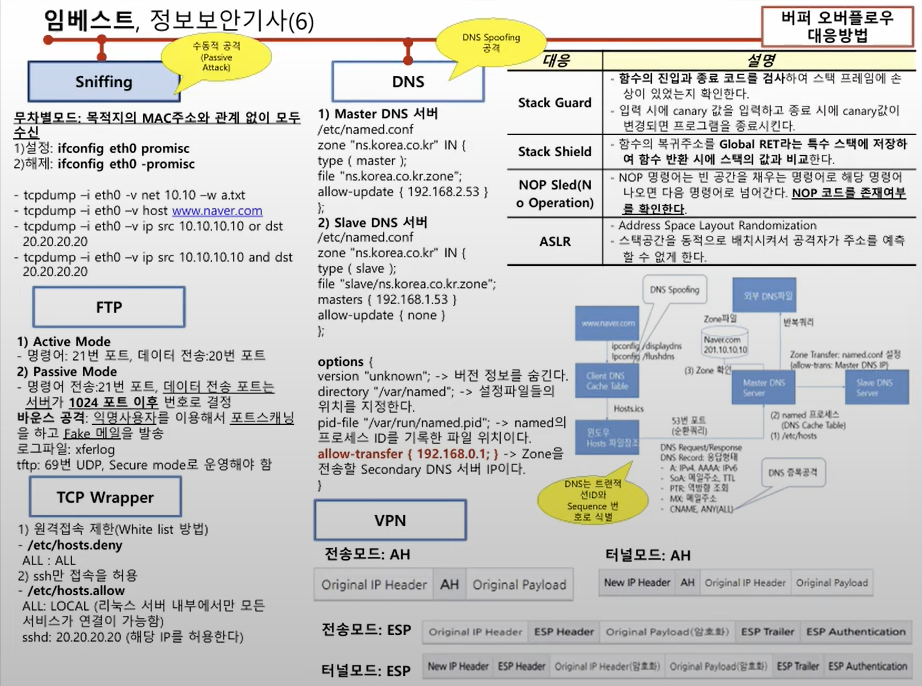 임베스트, 정보보안기사(6)
버퍼 오버플로우
대응방법
수동적 공격
(Passive
Attack)
Sniffing
무차별모드: 목적지의 MAC주소와 관계 없이 모두
수신
1)설정: ifconfig eth0 promisc
2)해제: ifconfig eth0 -promisc
- tcpdump –i eth0 -v net 10.10 –w a.txt
- tcpdump –i eth0 –v host www.naver.com
- tcpdump –i eth0 –v ip src 10.10.10.10 or dst
20.20.20.20
- tcpdump –i eth0 –v ip src 10.10.10.10 and dst
20.20.20.20
FTP
1) Active Mode
- 명령어: 21번 포트, 데이터 전송:20번 포트
2) Passive Mode
- 명령어 전송:21번 포트, 데이터 전송 포트는
서버가 1024 포트 이후 번호로 결정
바운스 공격: 익명사용자를 이용해서 포트스캐닝
을 하고 Fake 메일을 발송
로그파일: xferlog
tftp: 69번 UDP, Secure mode로 운영해야 함
TCP Wrapper
1) 원격접속 제한(White list 방법)
- /etc/hosts.deny
ALL : ALL
2) ssh만 접속을 허용
- /etc/hosts.allow
ALL: LOCAL (리눅스 서버 내부에서만 모든
서비스가 연결이 가능함)
sshd: 20.20.20.20 (해당 IP를 허용한다)
DNS Spoofing
공격
DNS
1) Master DNS 서버
/etc/named.conf
zone "ns.korea.co.kr" IN {
type ( master );
file "ns.korea.co.kr.zone";
allow-update { 192.168.2.53 }
};
2) Slave DNS 서버
/etc/named.conf
zone "ns.korea.co.kr" IN {
type ( slave );
file "slave/ns.korea.co.kr.zone";
masters { 192.168.1.53 }
allow-update { none }
};
options {
version "unknown"; -> 버전 정보를 숨긴다.
directory "/var/named"; -> 설정파일들의
위치를 지정한다.
pid-file "/var/run/named.pid"; -> named의
프로세스 ID를 기록한 파일 위치이다.
allow-transfer { 192.168.0.1; } -> Zone을
전송할 Secondary DNS 서버 IP이다.
}
대응 설명
Stack Guard
- 함수의 진입과 종료 코드를 검사하여 스택 프레임에 손
상이 있었는지 확인한다.
- 입력 시에 canary 값을 입력하고 종료 시에 canary값이
변경되면 프로그램을 종료시킨다.
Stack Shield
- 함수의 복귀주소를 Global RET라는 특수 스택에 저장하
여 함수 반환 시에 스택의 값과 비교한다.
NOP Sled(N
o Operation)
- NOP 명령어는 빈 공간을 채우는 명령어로 해당 명령어
나오면 다음 명령어로 넘어간다. NOP 코드를 존재여부
를 확인한다.
ASLR
- Address Space Layout Randomization
- 스택공간을 동적으로 배치시켜서 공격자가 주소를 예측
할 수 없게 한다.
DNS Spoofing
www.naver.com
ipconfig /displaydns
Ipconfig /flushdns
Client DNS
Cache Table
Hosts.ics
윈도우
Hosts 파일참조
Zone파일
Naver.com
201.10.10.10
(3) Zone 확인
외부 DNS파일
반복쿼리
Zone Transfer: named.conf 설정
(allow-trans: Master DNS IP)
Master DNS
Server
Slave DNS
Server
53번 포트
(순환쿼리)
(2) named 프로세스
(DNS Cache Table)
(1) /etc/hosts
DNS Request/Response
DNS Record: 응답형태
- A: IPv4, AAAA: IPv6
- SoA: 메일주소, TTL
- PTR: 역방향 조회
- MX: 메일주소
- CNAME, ANY(ALL)
DNS 증폭공격
DNS는 트랜잭
션ID와
Sequence 번
호로 식별
VPN
전송모드: AH
Original IP Header AH Original Payload
터널모드: AH
New IP Header AH Original IP Header Original Payload
전송모드: ESP
Original IP Header ESP Header Original Payload(암호화) ESP Trailer ESP Authentication
터널모드: ESP
New IP Header ESP Header Original IP Header(암호화) Original Payload(암호화) ESP Trailer ESP Authentication